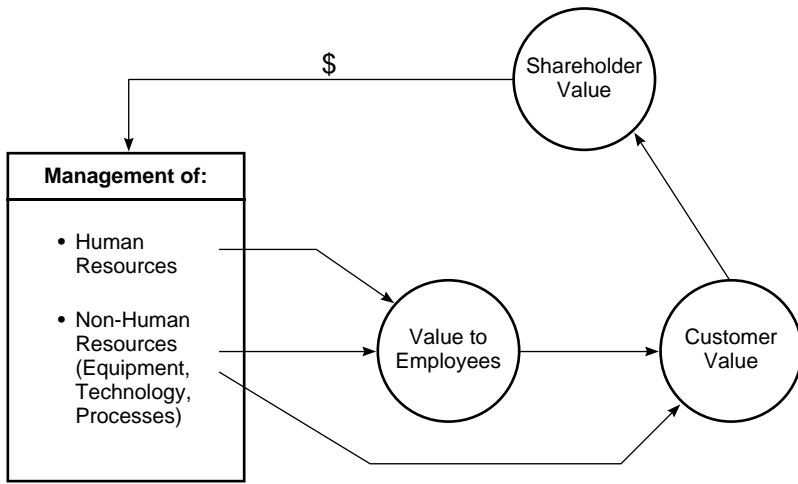 $
Shareholder
Value
Management of:
• Human
Resources
• Non-Human
Resources
(Equipment,
Technology,
Processes)
Value to
Employees
Customer
Value